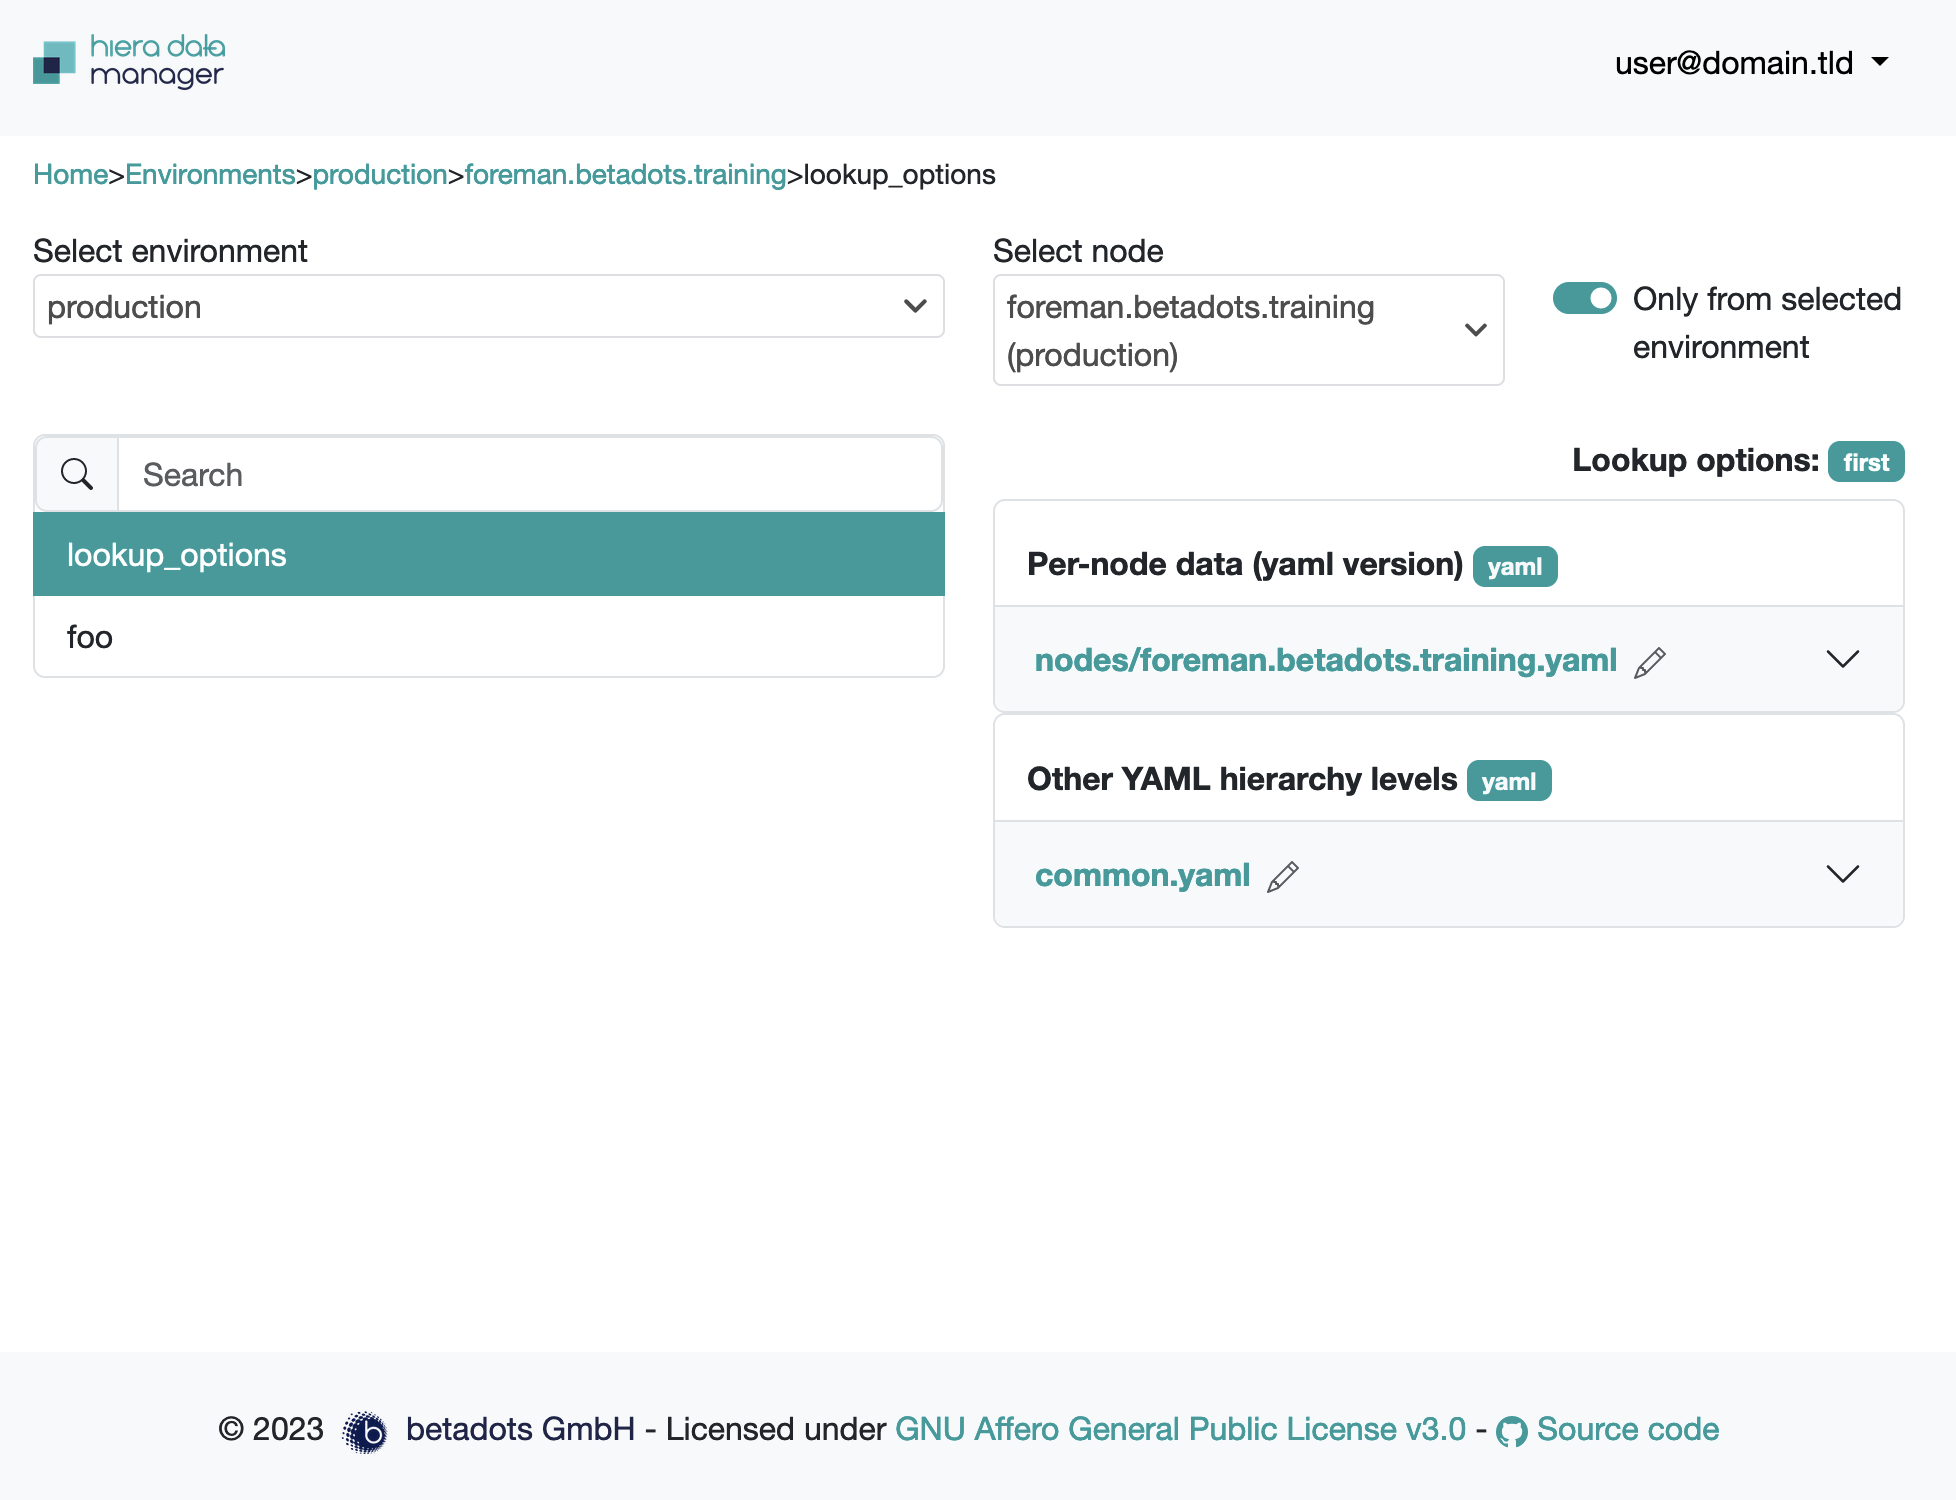 hiera data
manager
user@domain.tld
Home>Environments>production>foreman.betadots.training>lookup_options
Select environment
production
Select node
foreman.betadots.training
(production)
Only from selected
environment
Search
lookup_options
foo
Lookup options: first
Per-node data (yaml version) yaml
nodes/foreman.betadots.training.yaml
Other YAML hierarchy levels yaml
common.yaml
© 2023 b betadots GmbH - Licensed under GNU Affero General Public License v3.0 - Source code